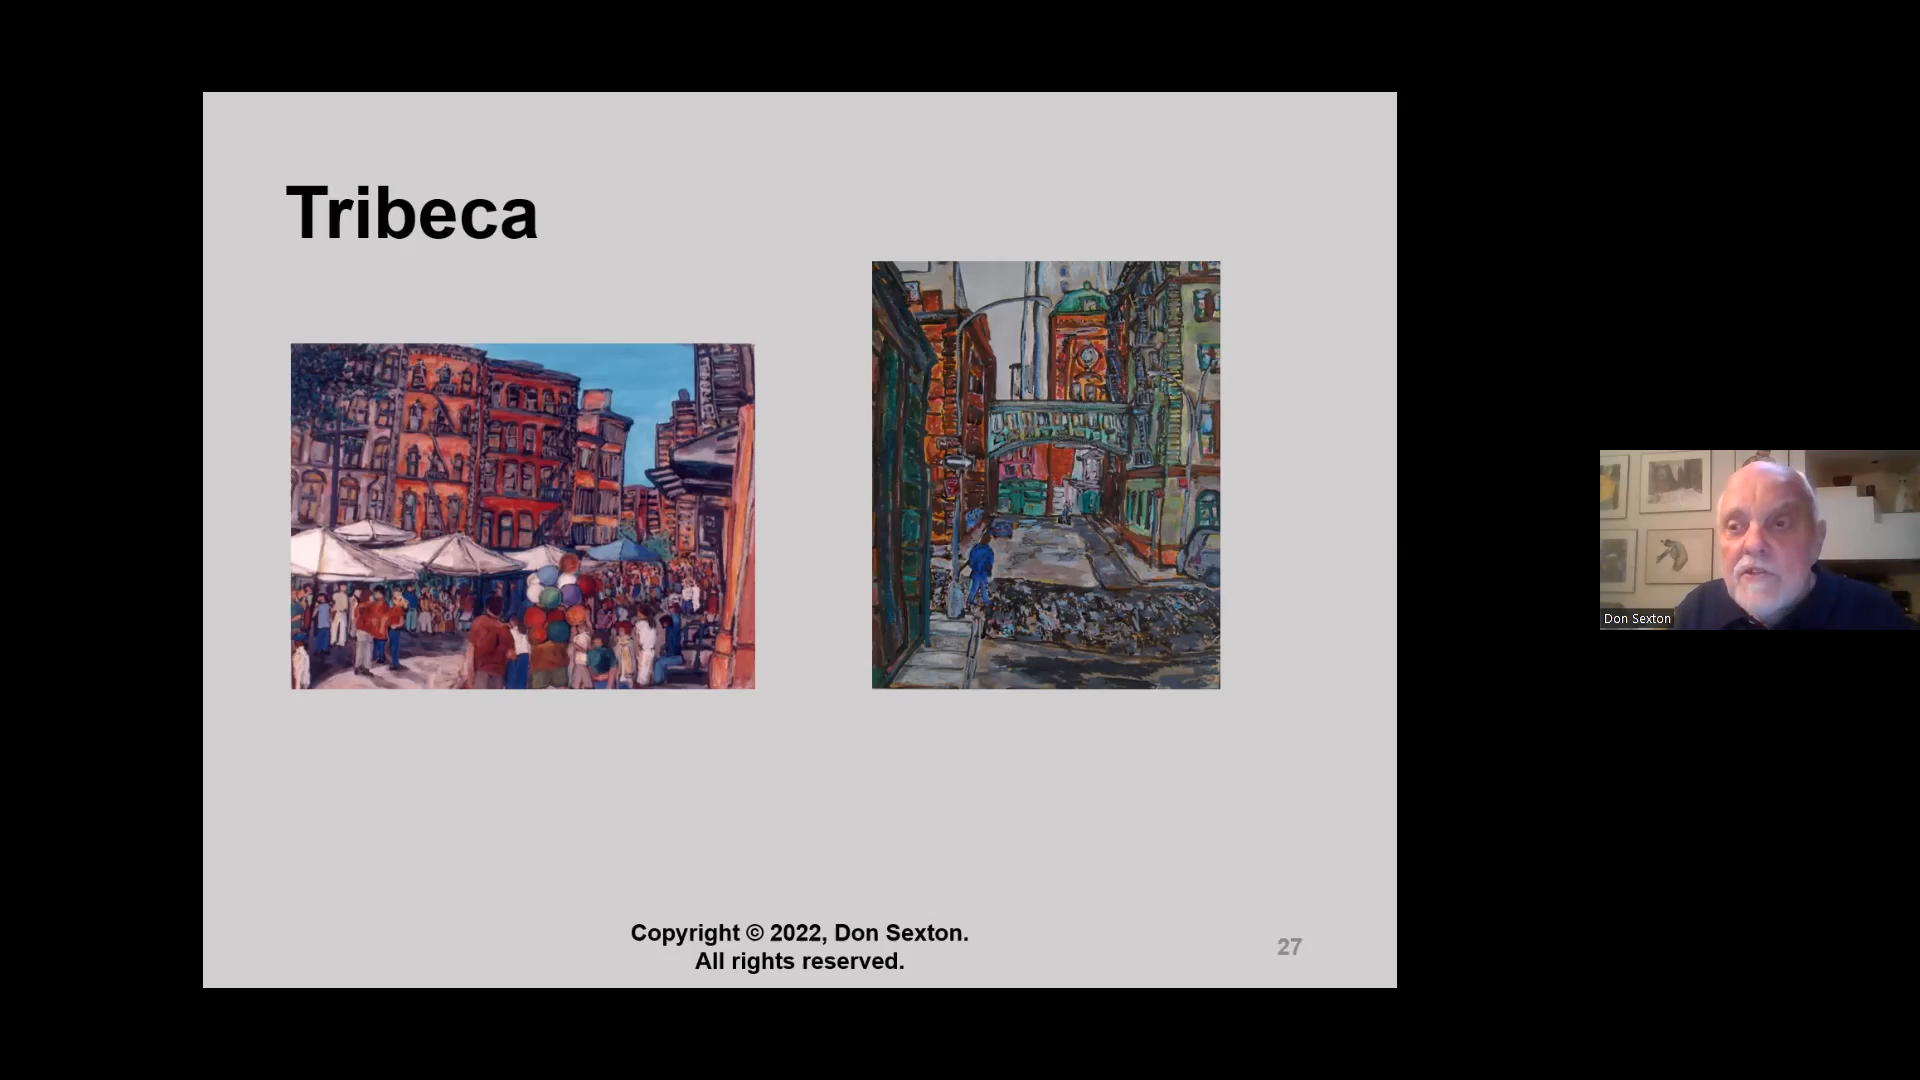 Tribeca
Copyright © 2022, Don Sexton.
All rights reserved.
27
Don Sexton